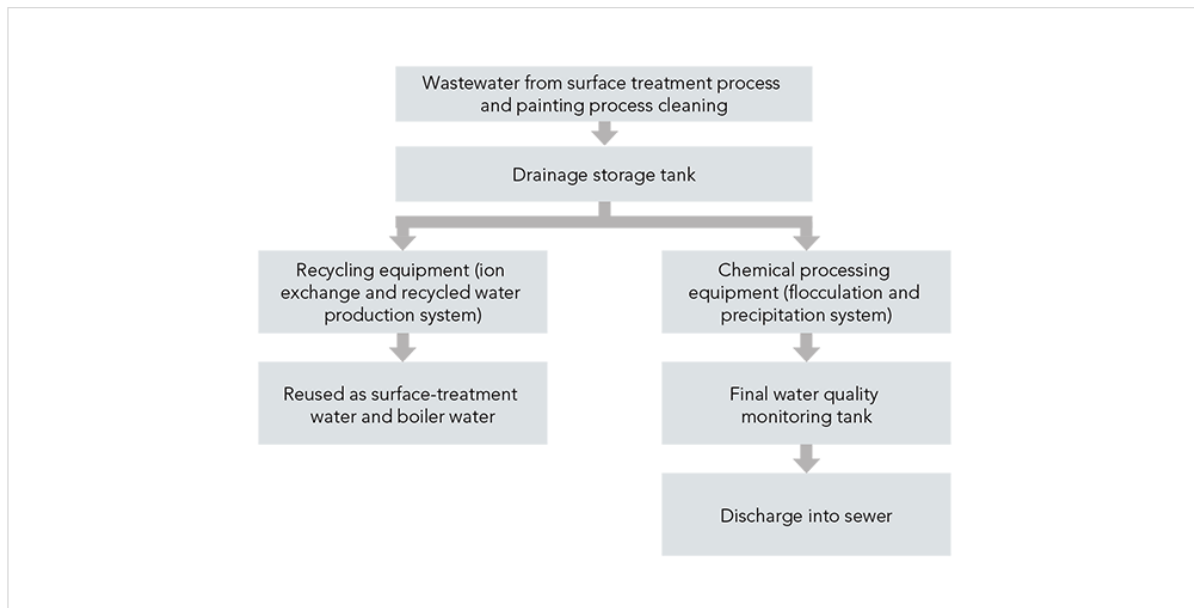 Wastewater from surface treatment process
and painting process cleaning
Drainage storage tank
Recycling equipment (ion
exchange and recycled water
production system)
Chemical processing
equipment (flocculation and
precipitation system)
Reused as surface-treatment
water and boiler water
Final water quality
monitoring tank
Discharge into sewer